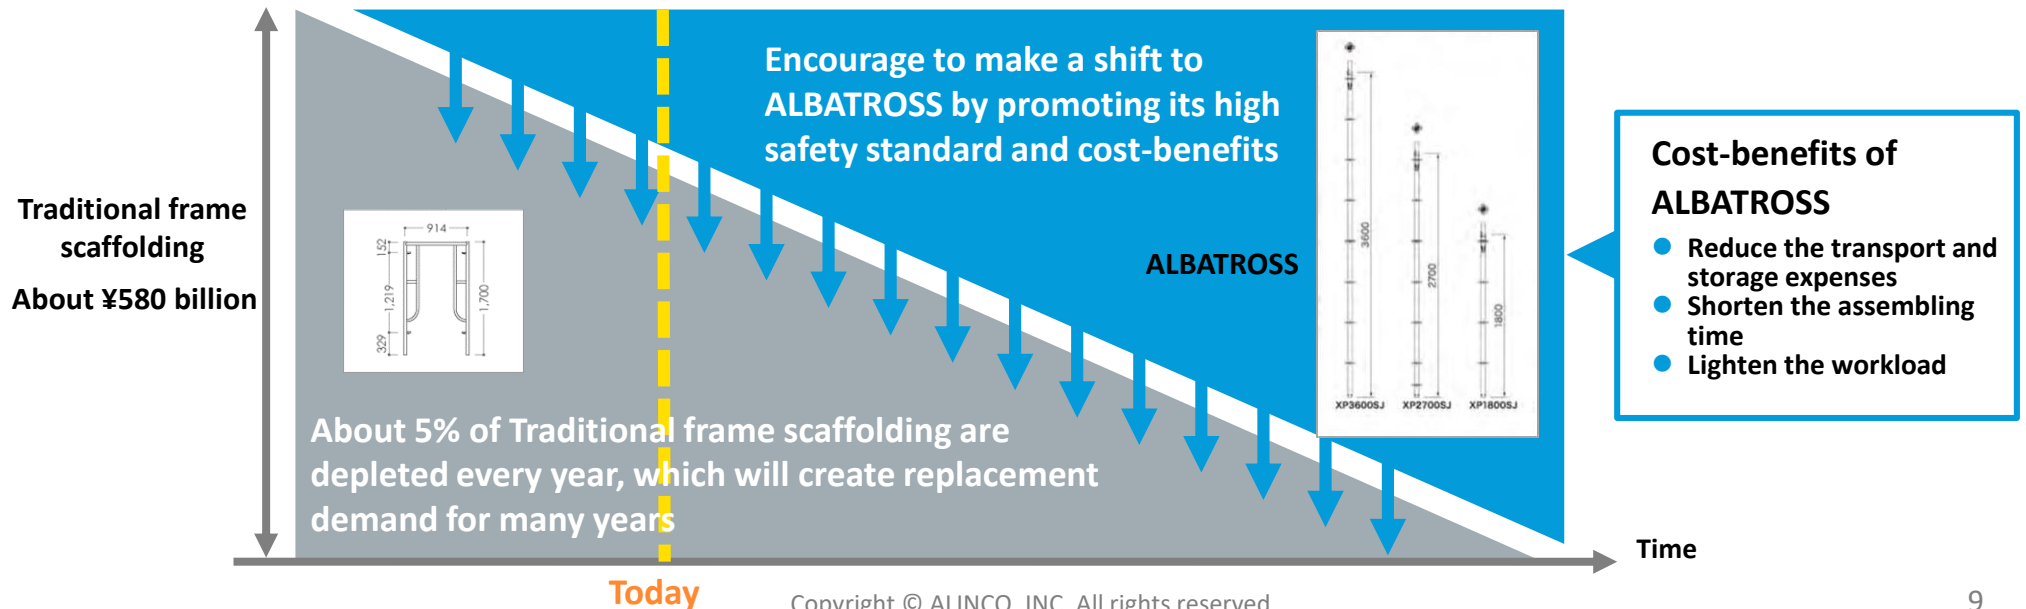 Encourage to make a shift to
ALBATROSS by promoting its high
safety standard and cost-benefits
Traditional frame
scaffolding
About ¥580 billion
914
152
1,219
329
1,700
ALBATROSS
3600
2700
1800
XP3600SJ
XP2700SJ
XP1800SJ
Cost-benefits of
ALBATROSS
● Reduce the transport and
storage expenses
● Shorten the assembling
time
● Lighten the workload
About 5% of Traditional frame scaffolding are
depleted every year, which will create replacement
demand for many years
Time
Today
Copyright © ALINCO, INC. All rights reserved
9